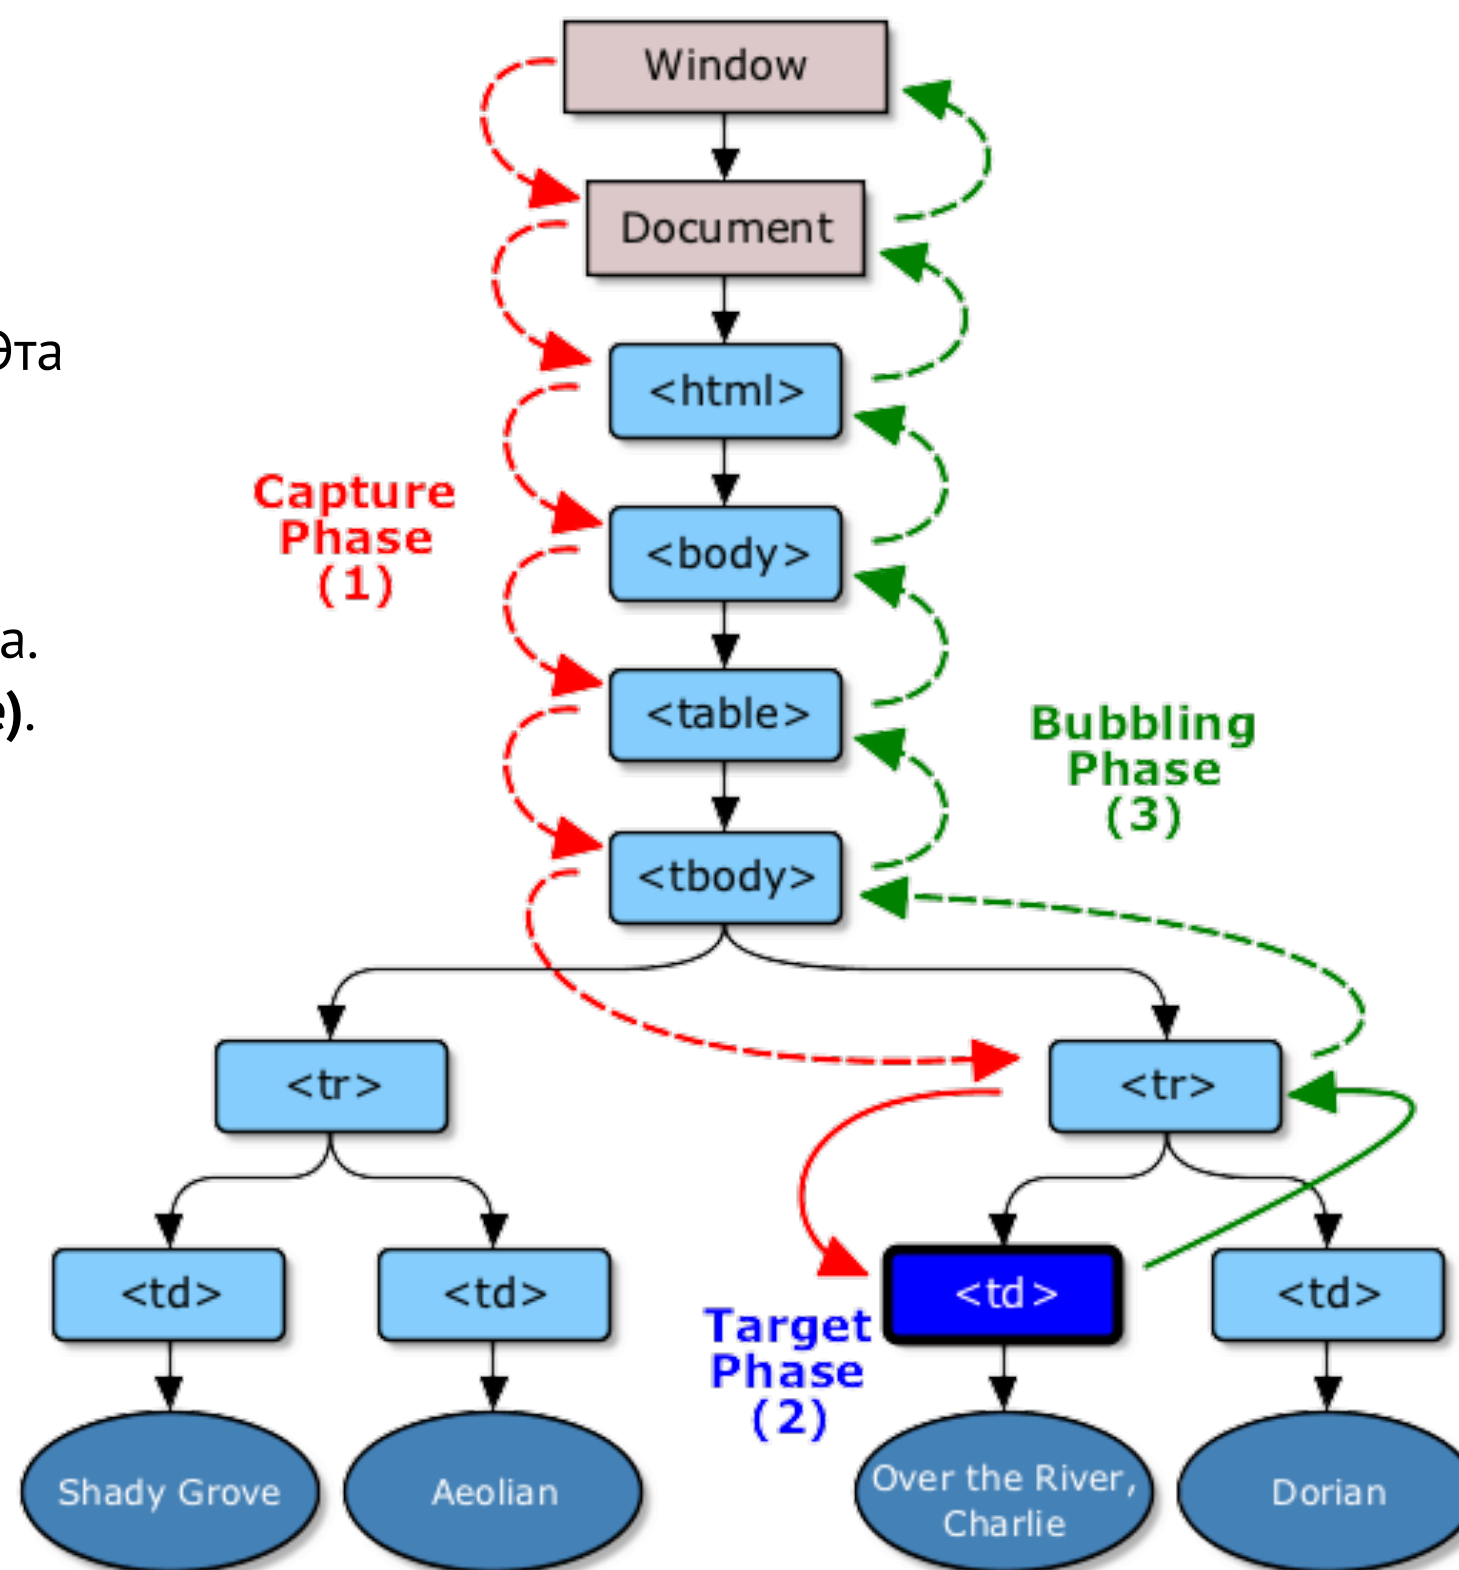 Window
Document
Эта
<html>
Capture
Phase
(1)
<body>
а.
e).
<table>
Bubbling
Phase
(3)
<tbody>
<tr> <tr>
<td> <td> <td> <td>
Target
Phase
(2)
Shady Grove Aeolian Over the River,
Charlie Dorian